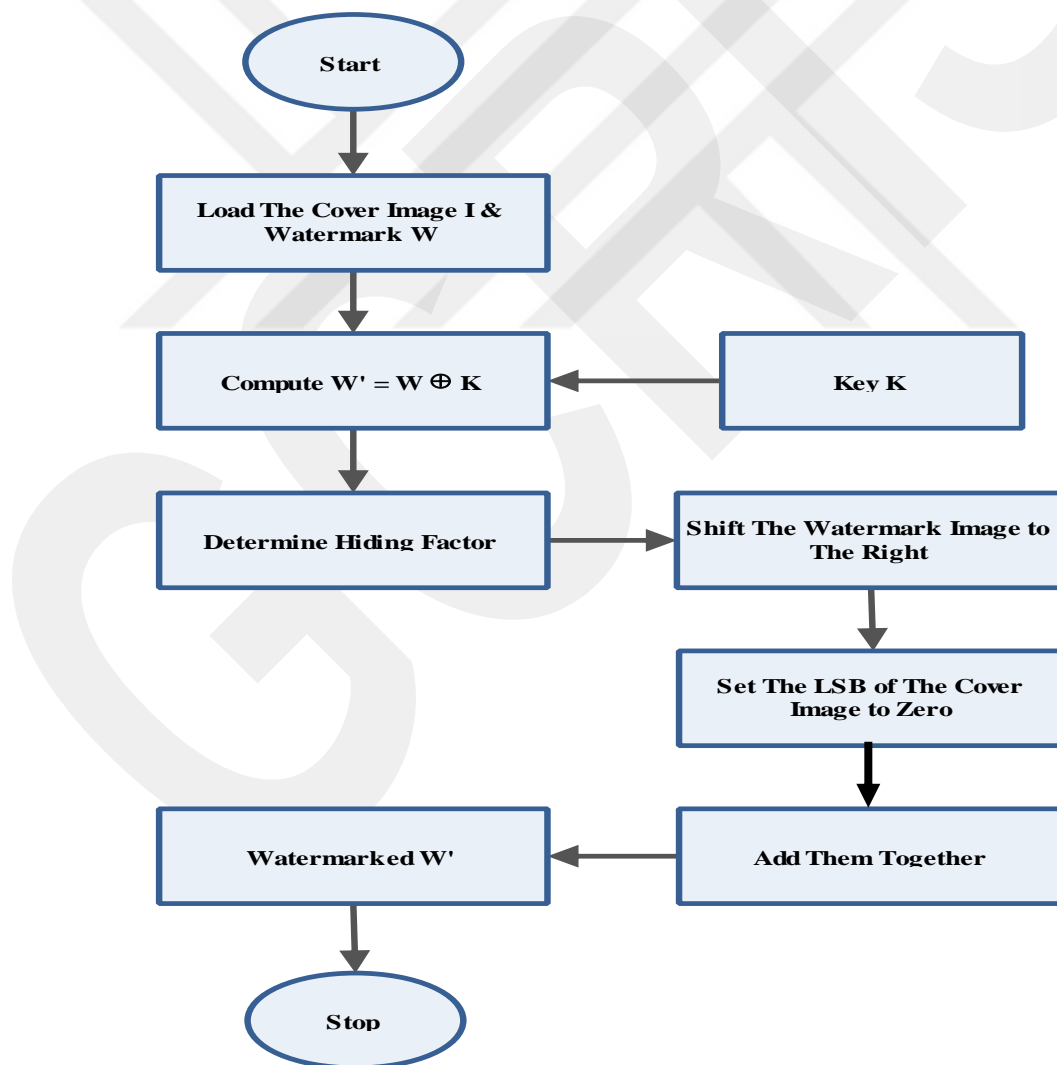 Start
Load The Cover Image I &
Watermark W
Compute W' = W ⊕ K
Key K
Determine Hiding Factor
Shift The Watermark Image to
The Right
Set The LSB of The Cover
Image to Zero
Add Them Together
Watermarked W'
Stop